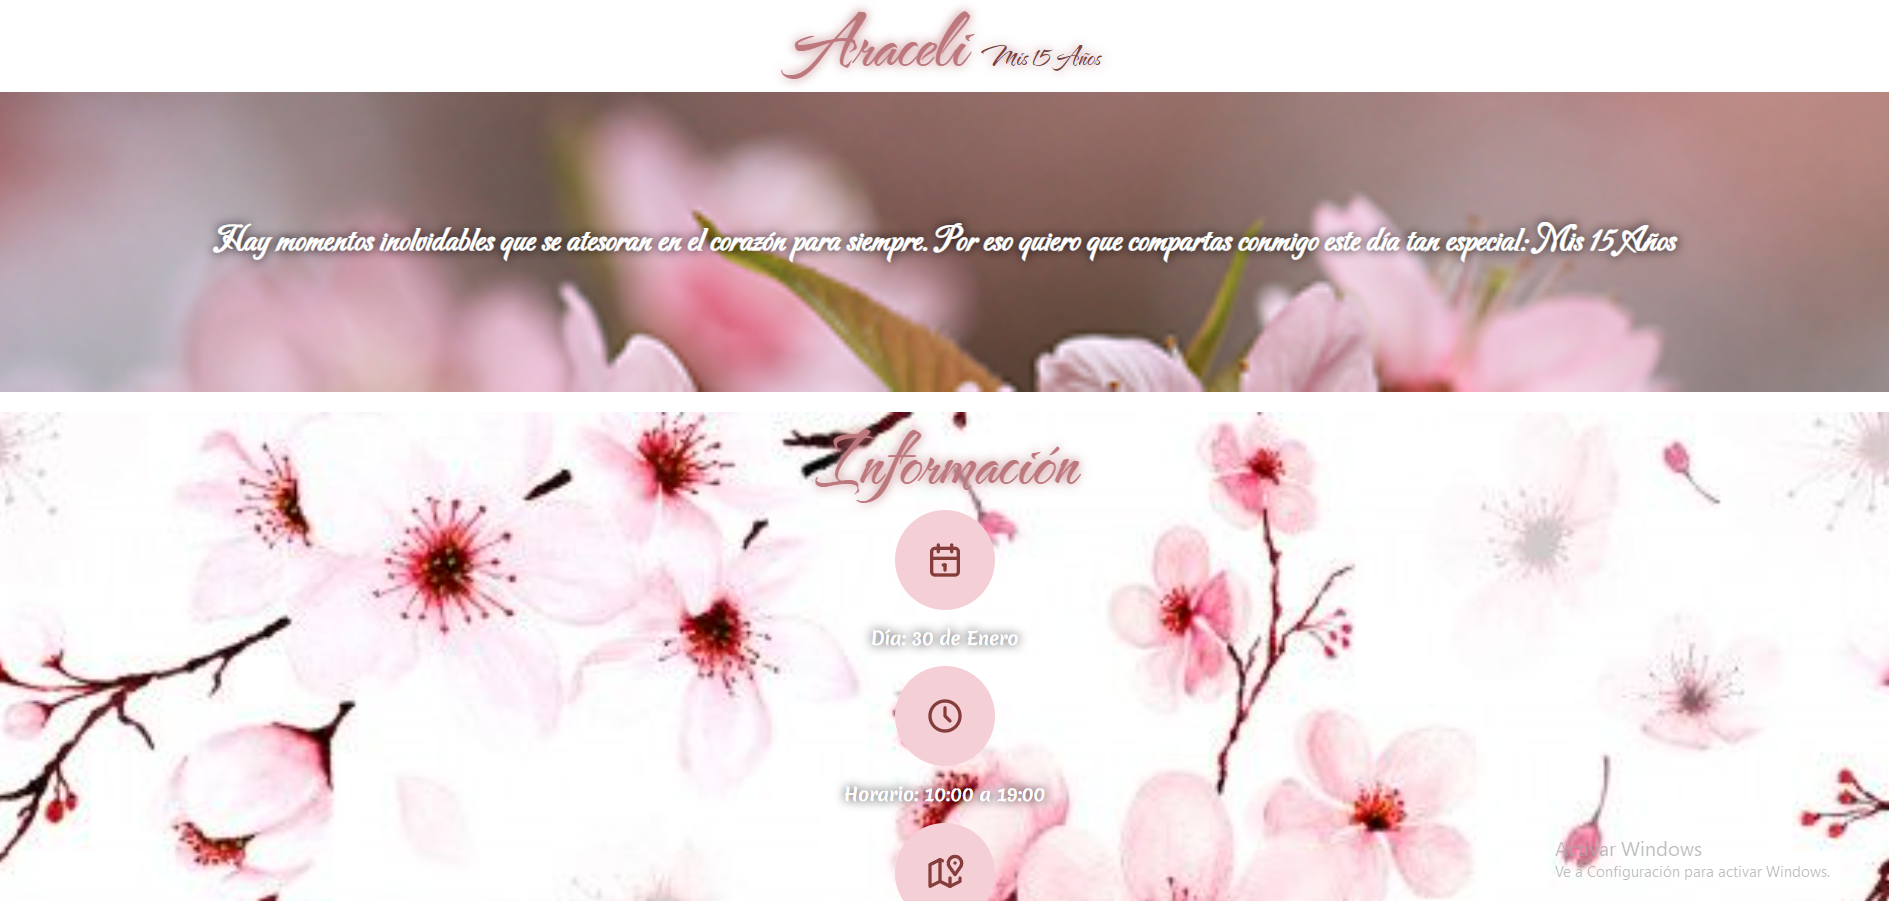 Araceli Mis 15 Años
Hay momentos inolvidables que se atesoran en el corazón para siempre. Por eso quiero que compartas conmigo este día tan especial: Mis 15 Años
Información
Día: 30 de Enero
Horario: 10:00 a 19:00
Activar Windows
Ve a Configuración para activar Windows.